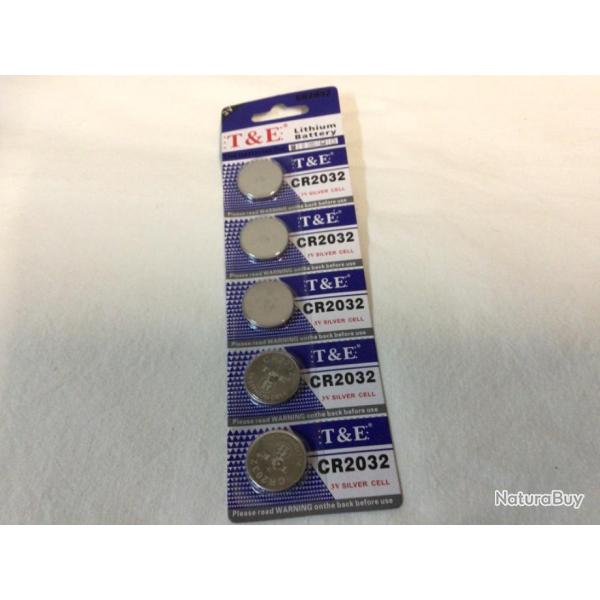 CR2032
3V
T&E®
Lithium
Battery
T&E®
CR2032
3V SILVER CELL
Please read WARNING onthe back before use
T&E®
CR2032
3V SILVER CELL
Please read WARNING onthe back before use
T&E®
CR2032
3V SILVER CELL
Please read WARNING onthe back before use
T&E®
CR2032
3V SILVER CELL
Please read WARNING onthe back before use
T&E®
CR2032
CR2032
3V SILVER CELL
Please read WARNING onthe back before use
NaturaBuy